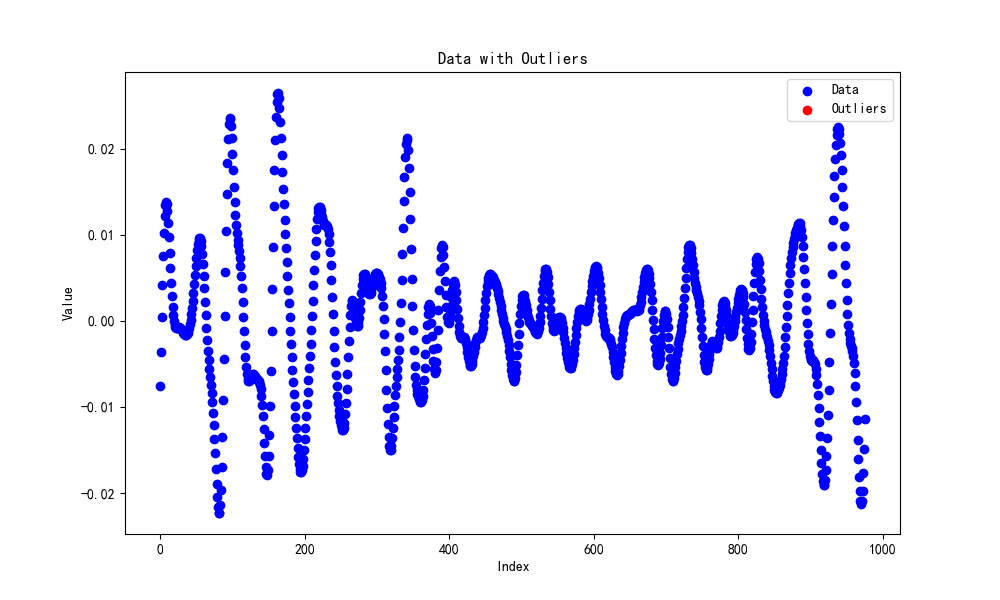 Data with Outliers
Data
Outliers
0.02
0.01
0.00
-0.01
-0.02
Value
0 200 400 600 800 1000
Index